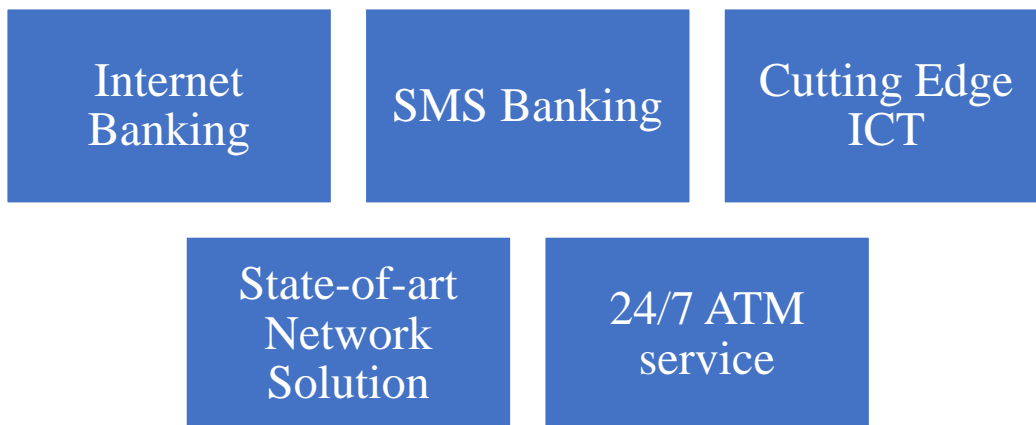 Internet
Banking
SMS Banking
Cutting Edge
ICT
State-of-art
Network
Solution
24/7 ATM
service